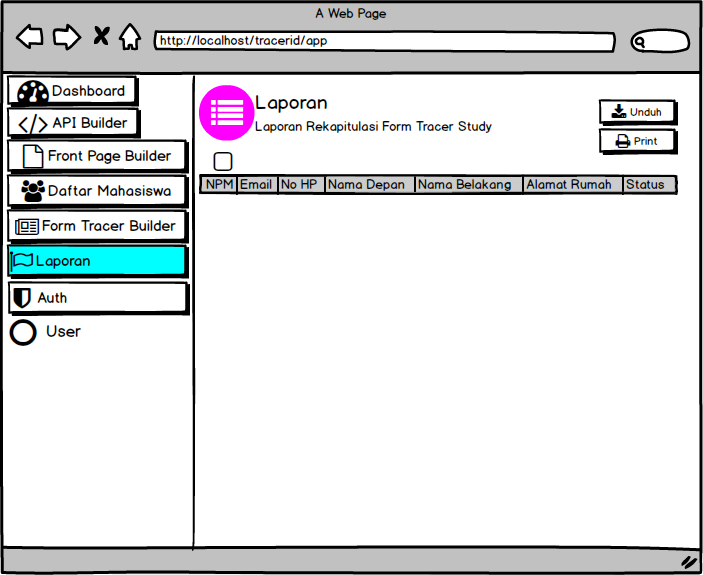 A Web Page
http://localhost/tracerid/app
Dashboard
API Builder
Front Page Builder
Daftar Mahasiswa
Form Tracer Builder
Laporan
Auth
User
Laporan
Laporan Rekapitulasi Form Tracer Study
Unduh
Print
NPM Email No HP Nama Depan Nama Belakang Alamat Rumah Status